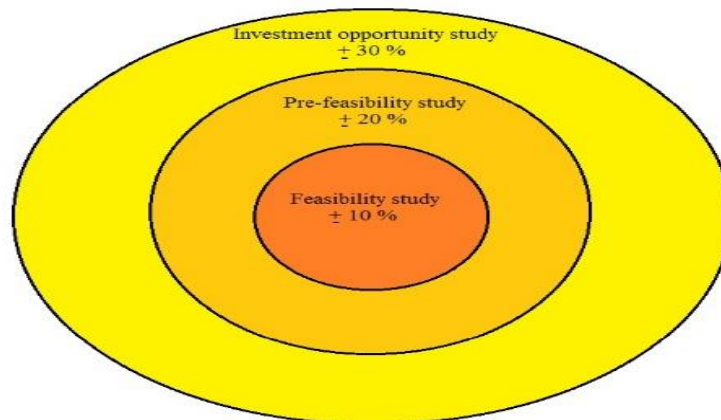 Investment opportunity study
± 30 %
Pre-feasibility study
± 20 %
Feasibility study
± 10 %